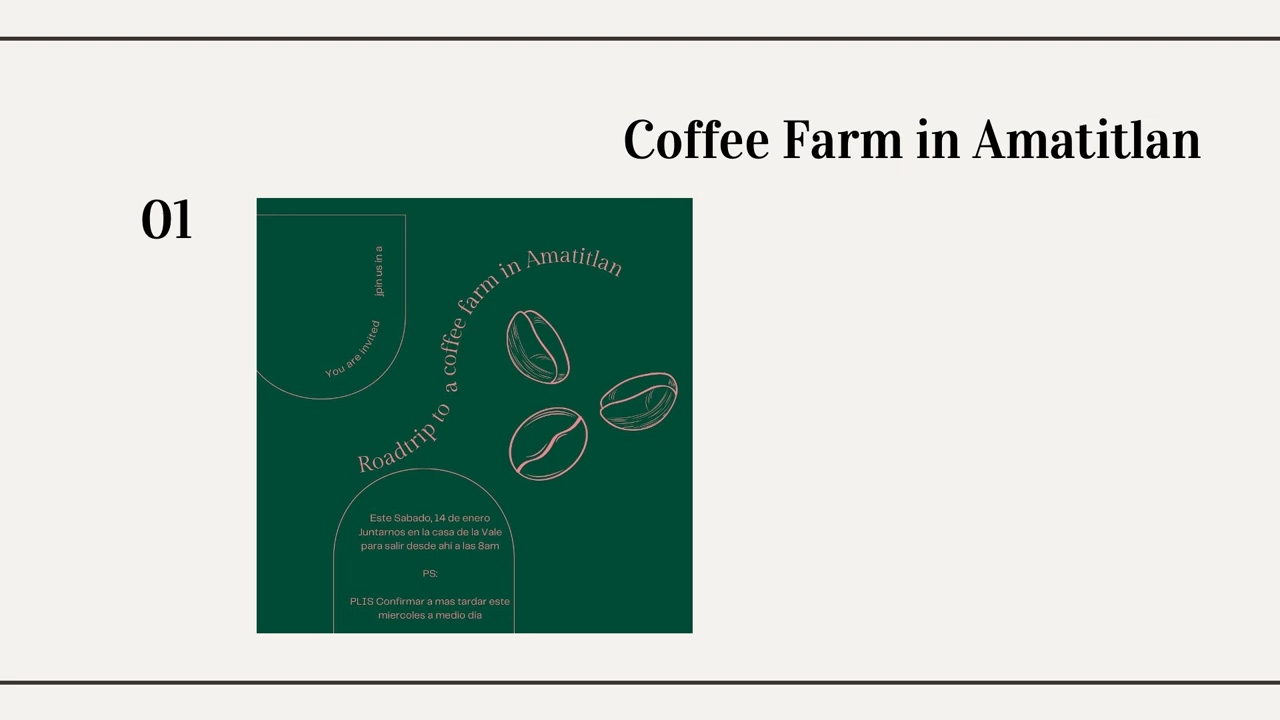 Coffee Farm in Amatitlan
01
You are invited jpin us in a
Roadtrip to a coffee farm in Amatitlan
Este Sabado, 14 de enero
Juntarnos en la casa de la Vale
para salir desde ahí a las 8am
PS:
PLIS Confirmar a mas tardar este
miercoles a medio dia